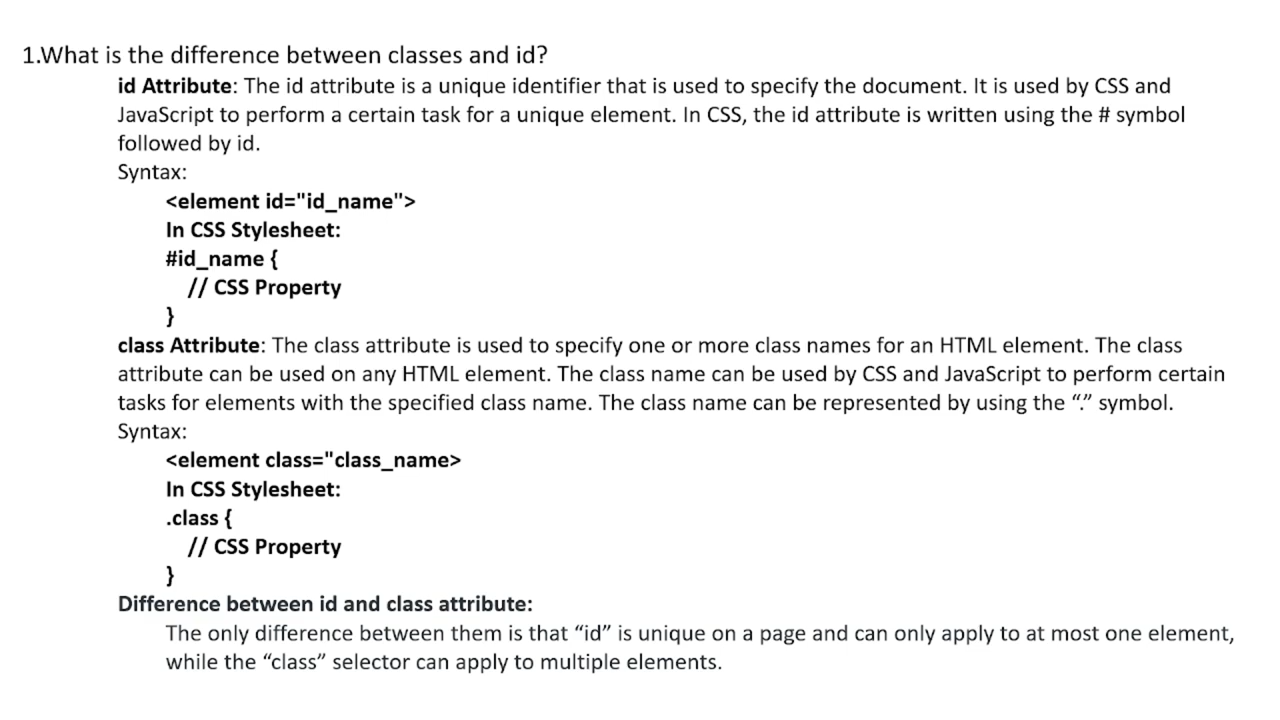 1.What is the difference between classes and id?
id Attribute: The id attribute is a unique identifier that is used to specify the document. It is used by CSS and
JavaScript to perform a certain task for a unique element. In CSS, the id attribute is written using the # symbol
followed by id.
Syntax:
<element id="id_name">
In CSS Stylesheet:
#id_name {
// CSS Property
}
class Attribute: The class attribute is used to specify one or more class names for an HTML element. The class
attribute can be used on any HTML element. The class name can be used by CSS and JavaScript to perform certain
tasks for elements with the specified class name. The class name can be represented by using the “.” symbol.
Syntax:
<element class="class_name>
In CSS Stylesheet:
.class {
// CSS Property
}
Difference between id and class attribute:
The only difference between them is that “id” is unique on a page and can only apply to at most one element,
while the “class” selector can apply to multiple elements.